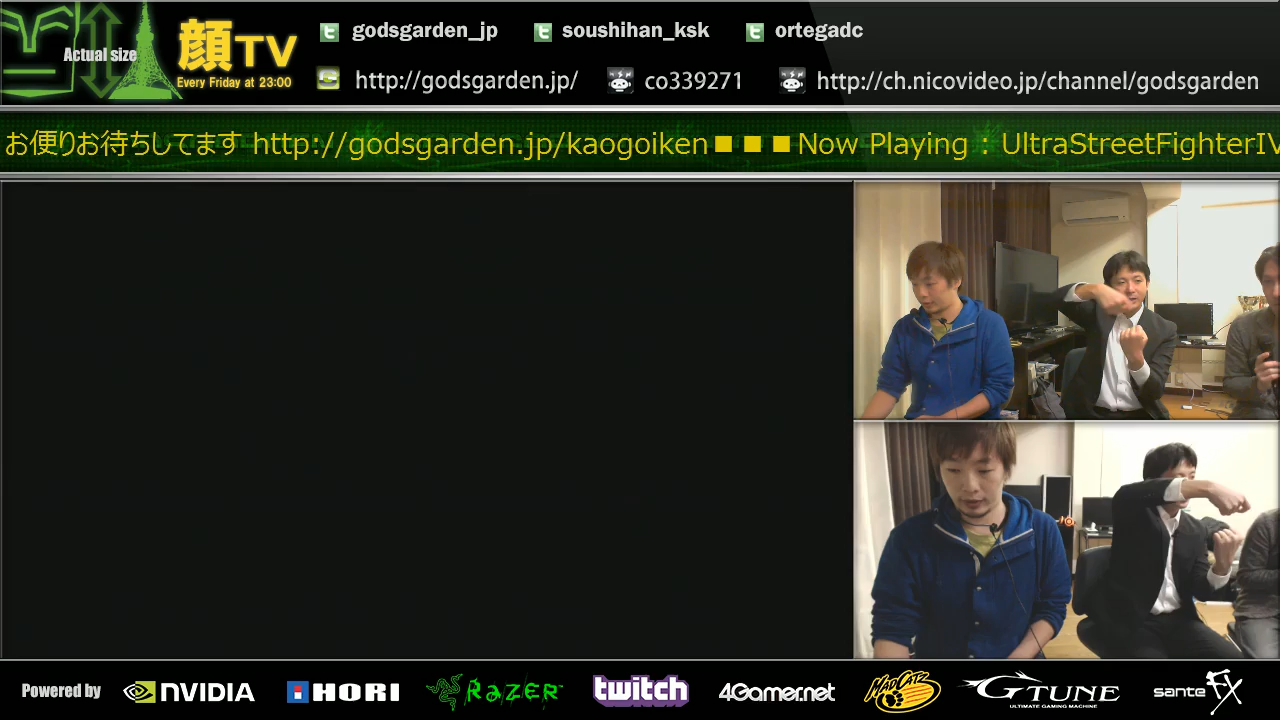 Actual size
顔TV
Every Friday at 23:00
godsgarden_jp soushihan_ksk ortegadc
http://godsgarden.jp/ co339271 http://ch.nicovideo.jp/channel/godsgarden
お便りお待ちしてます http://godsgarden.jp/kaogoiken■■■Now Playing : UltraStreetFighterIV
Powered by NVIDIA HORI RAZER twitch 4Gamer.net MAD CATZ G TUNE ULTIMATE GAMING MACHINE sante FX